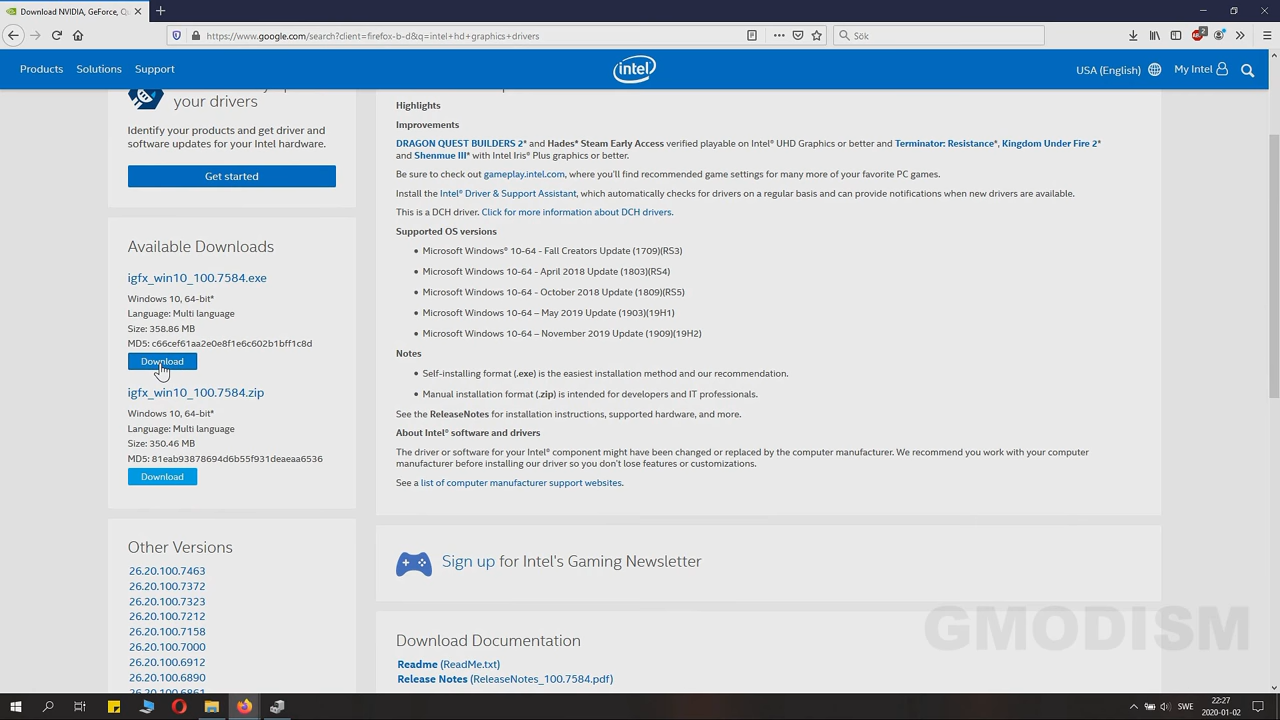 Download NVIDIA, GeForce, Qu
https://www.google.com/search?client=firefox-b-d&q=intel+hd+graphics+drivers
Sök
Products
Solutions
Support
intel
USA (English)
My Intel
your drivers
Identify your products and get driver and
software updates for your Intel hardware.
Get started
Available Downloads
igfx_win10_100.7584.exe
Windows 10, 64-bit*
Language: Multi language
Size: 358.86 MB
MD5: c66cef61aa2e0e8f1e6c602b1bff1c8d
Download
igfx_win10_100.7584.zip
Windows 10, 64-bit*
Language: Multi language
Size: 350.46 MB
MD5: 81eab93878694d6b55f931deaeaa6536
Download
Other Versions
26.20.100.7463
26.20.100.7372
26.20.100.7323
26.20.100.7212
26.20.100.7158
26.20.100.7000
26.20.100.6912
26.20.100.6890
26.20.100.6861
Highlights
Improvements
DRAGON QUEST BUILDERS 2* and Hades* Steam Early Access verified playable on Intel® UHD Graphics or better and Terminator: Resistance*, Kingdom Under Fire 2*
and Shenmue III* with Intel Iris® Plus graphics or better.
Be sure to check out gameplay.intel.com, where you'll find recommended game settings for many more of your favorite PC games.
Install the Intel® Driver & Support Assistant, which automatically checks for drivers on a regular basis and can provide notifications when new drivers are available.
This is a DCH driver. Click for more information about DCH drivers.
Supported OS versions
• Microsoft Windows® 10-64 - Fall Creators Update (1709)(RS3)
• Microsoft Windows 10-64 - April 2018 Update (1803)(RS4)
• Microsoft Windows 10-64 - October 2018 Update (1809)(RS5)
• Microsoft Windows 10-64 – May 2019 Update (1903)(19H1)
• Microsoft Windows 10-64 – November 2019 Update (1909)(19H2)
Notes
• Self-installing format (.exe) is the easiest installation method and our recommendation.
• Manual installation format (.zip) is intended for developers and IT professionals.
See the ReleaseNotes for installation instructions, supported hardware, and more.
About Intel® software and drivers
The driver or software for your Intel® component might have been changed or replaced by the computer manufacturer. We recommend you work with your computer
manufacturer before installing our driver so you don't lose features or customizations.
See a list of computer manufacturer support websites.
Sign up for Intel's Gaming Newsletter
Download Documentation
Readme (ReadMe.txt)
Release Notes (ReleaseNotes_100.7584.pdf)
GMODISM
SWE
22:27
2020-01-02